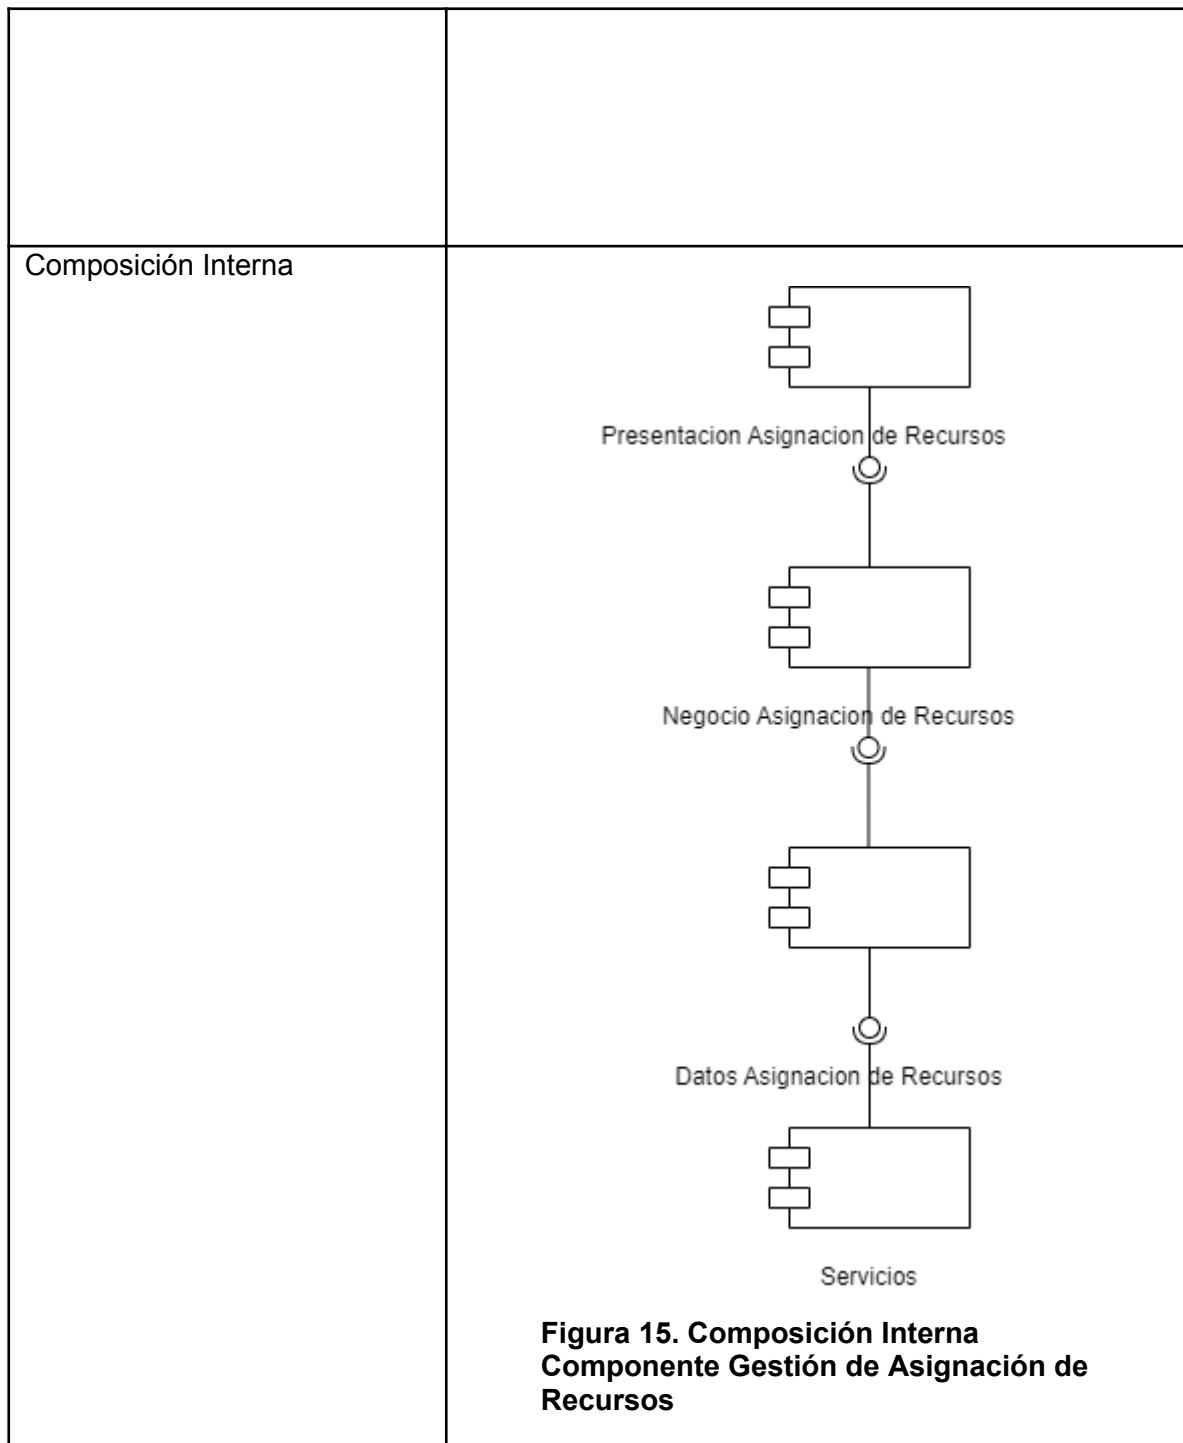 Composición Interna
Presentacion Asignacion de Recursos
Negocio Asignacion de Recursos
Datos Asignacion de Recursos
Servicios
Figura 15. Composición Interna
Componente Gestión de Asignación de
Recursos